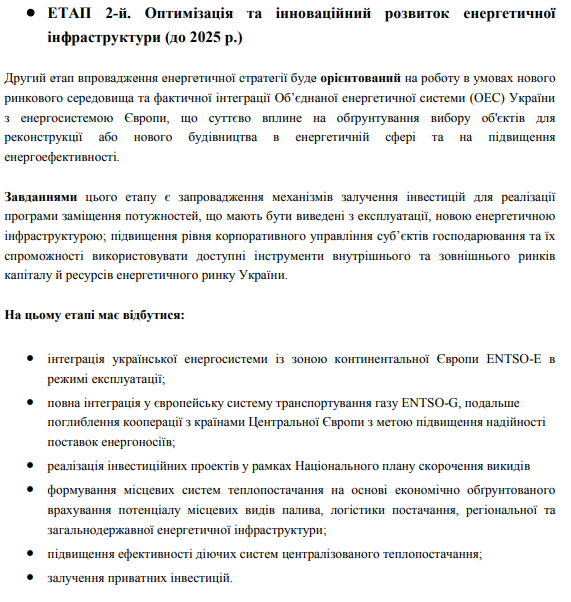 ● ЕТАП 2-й. Оптимізація та інноваційний розвиток енергетичної
інфраструктури (до 2025 р.)
Другий етап впровадження енергетичної стратегії буде орієнтований на роботу в умовах нового
ринкового середовища та фактичної інтеграції Об’єднаної енергетичної системи (ОЕС) України
з енергосистемою Європи, що суттєво вплине на обґрунтування вибору об'єктів для
реконструкції або нового будівництва в енергетичній сфері та на підвищення
енергоефективності.
Завданнями цього етапу є запровадження механізмів залучення інвестицій для реалізації
програми заміщення потужностей, що мають бути виведені з експлуатації, новою енергетичною
інфраструктурою; підвищення рівня корпоративного управління суб’єктів господарювання та їх
спроможності використовувати доступні інструменти внутрішнього та зовнішнього ринків
капіталу й ресурсів енергетичного ринку України.
На цьому етапі має відбутися:
● інтеграція української енергосистеми із зоною континентальної Європи ENTSO-E в
режимі експлуатації;
● повна інтеграція у європейську систему транспортування газу ENTSO-G, подальше
поглиблення кооперації з країнами Центральної Європи з метою підвищення надійності
поставок енергоносіїв;
● реалізація інвестиційних проектів у рамках Національного плану скорочення викидів
● формування місцевих систем теплопостачання на основі економічно обґрунтованого
врахування потенціалу місцевих видів палива, логістики постачання, регіональної та
загальнодержавної енергетичної інфраструктури;
● підвищення ефективності діючих систем централізованого теплопостачання;
● залучення приватних інвестицій.